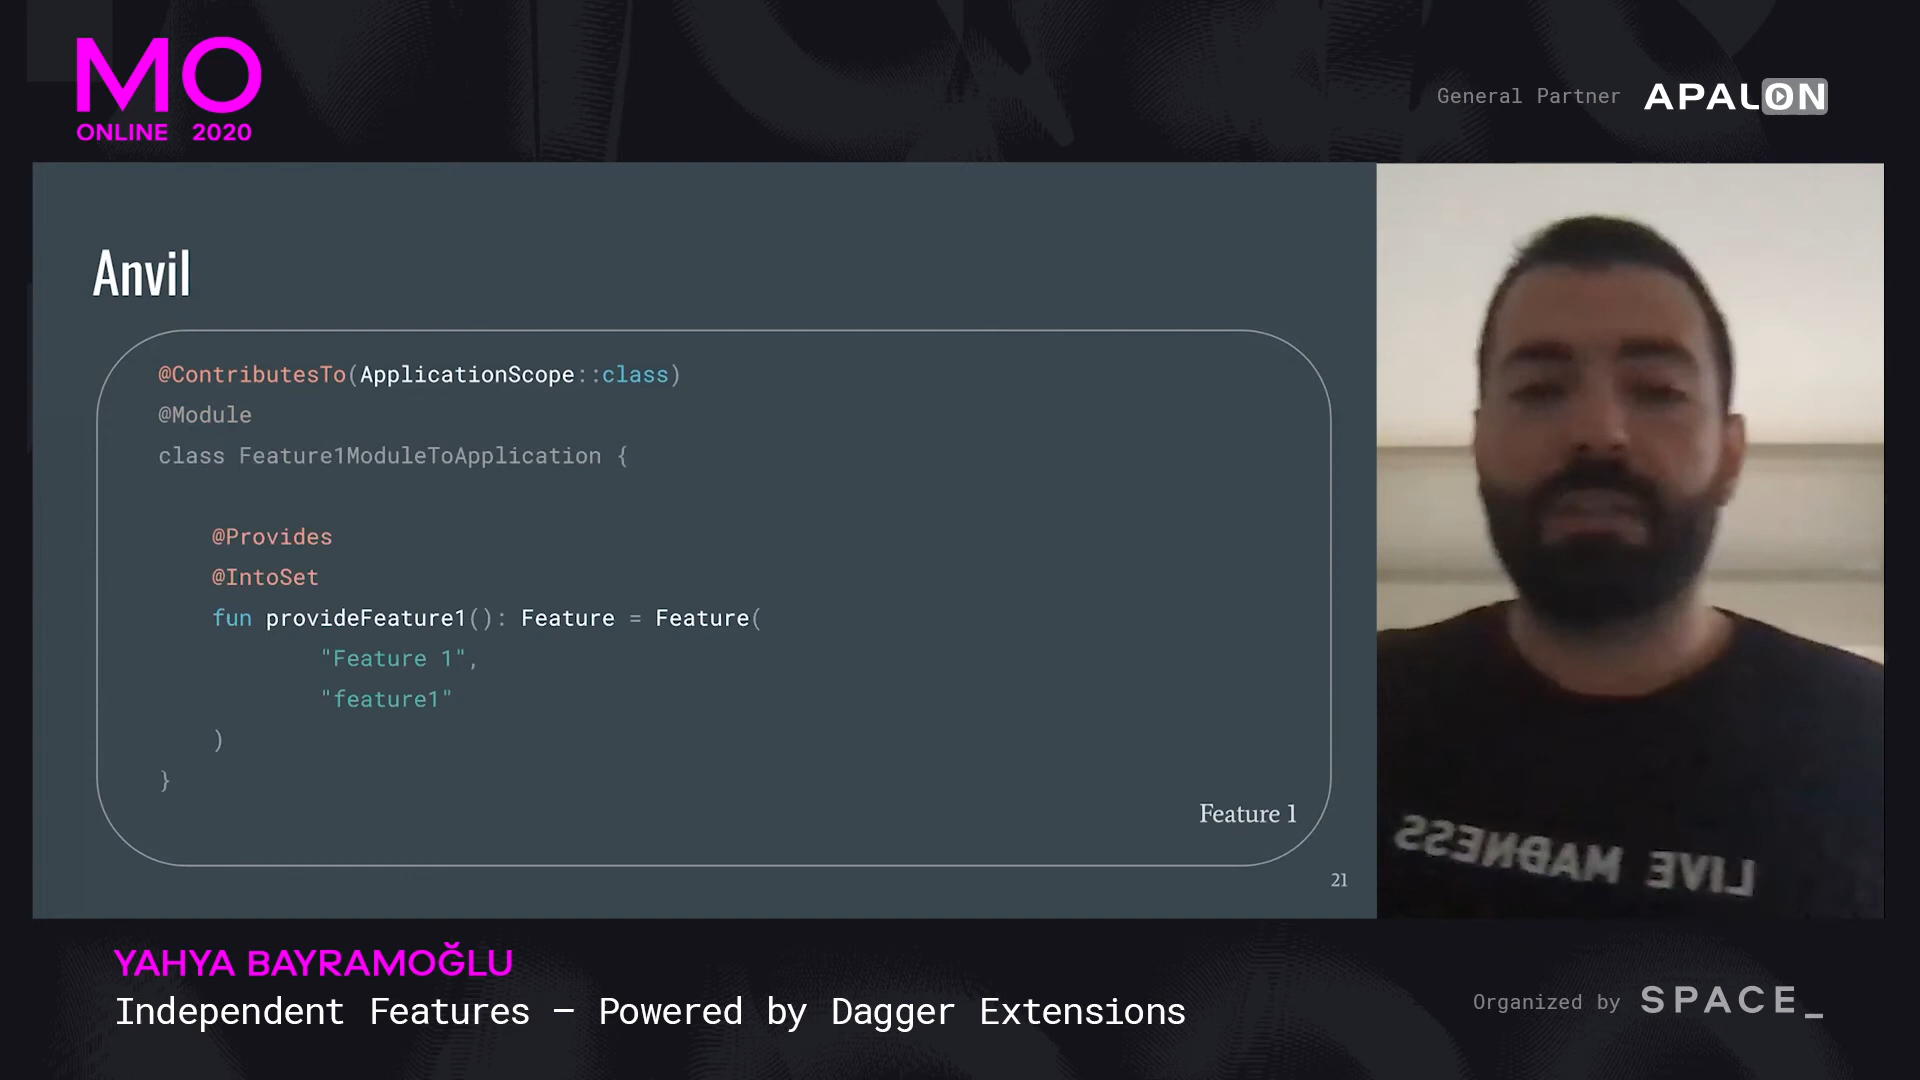 MO
ONLINE 2020
General Partner APALON
Anvil
@ContributesTo(ApplicationScope::class)
@Module
class Feature1ModuleToApplication {
@Provides
@IntoSet
fun provideFeature1(): Feature = Feature(
"Feature 1",
"feature1"
)
}
Feature 1
21
LIVE MADNESS
YAHYA BAYRAMOĞLU
Independent Features — Powered by Dagger Extensions
Organized by SPACE_